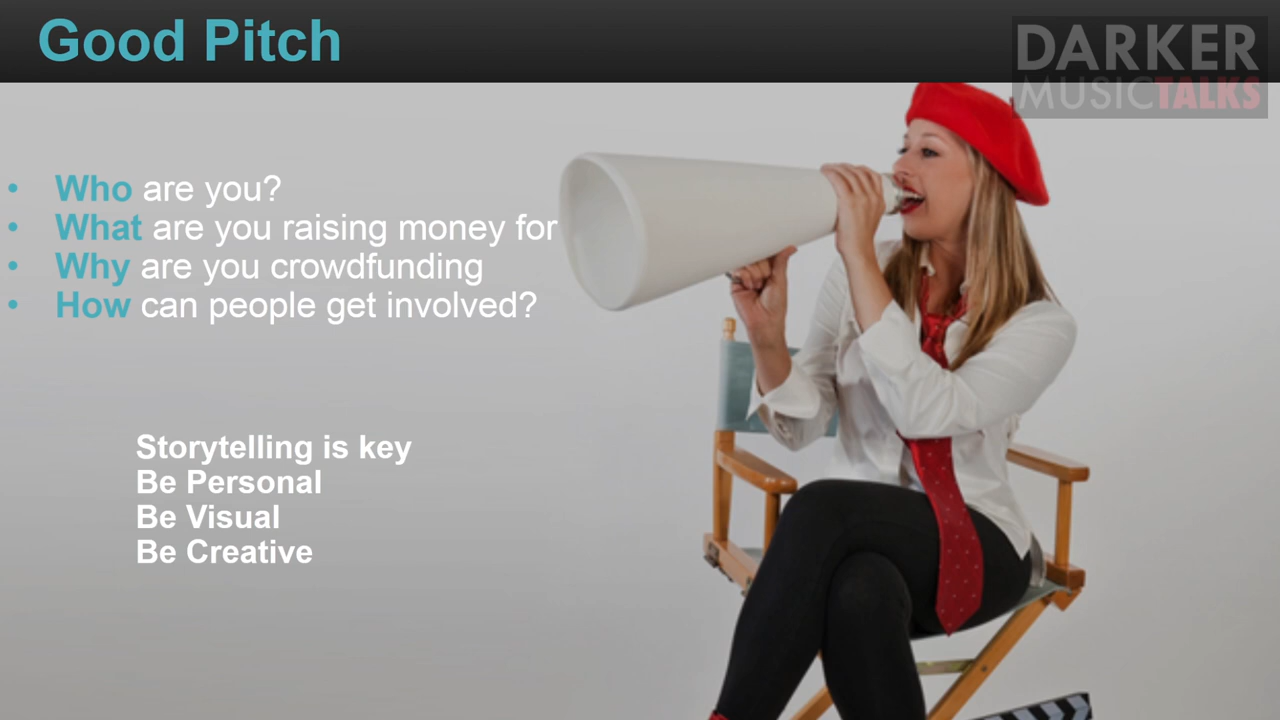 Good Pitch
DARKER
MUSICTALKS
• Who are you?
• What are you raising money for
• Why are you crowdfunding
• How can people get involved?
Storytelling is key
Be Personal
Be Visual
Be Creative